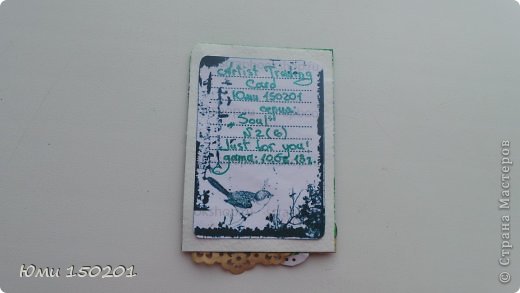 Artist Trading
Card
Юми 150201
серия:
"Soul"
№2(6)
Just for you!
дата: 10.02.13г.
Юми 150201
© Страна Мастеров